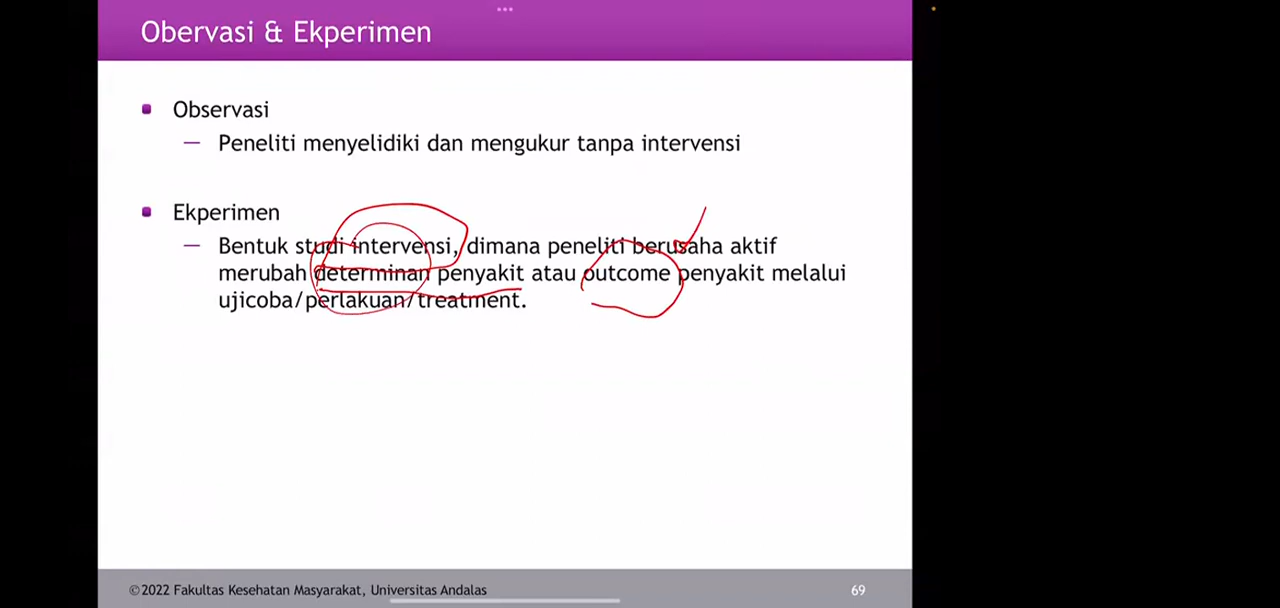 Obervasi & Ekperimen
Observasi
— Peneliti menyelidiki dan mengukur tanpa intervensi
Ekperimen
— Bentuk studi intervensi, dimana peneliti berusaha aktif
merubah determinan penyakit atau outcome penyakit melalui
ujicoba/perlakuan/treatment.
©2022 Fakultas Kesehatan Masyarakat, Universitas Andalas
69